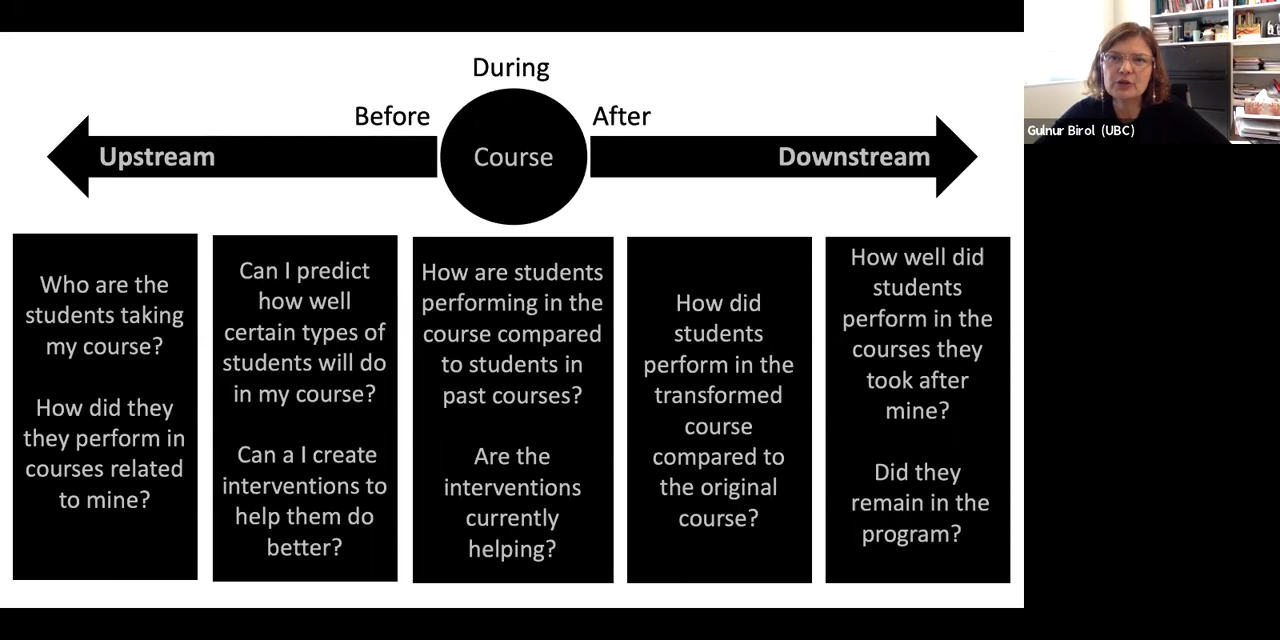 During
Before
After
Upstream
Course
Downstream
Who are the
students taking
my course?
How did they
they perform in
courses related
to mine?
Can I predict
how well
certain types of
students will do
in my course?
Can a I create
interventions to
help them do
better?
How are students
performing in the
course compared
to students in
past courses?
Are the
interventions
currently
helping?
How did
students
perform in the
transformed
course
compared to
the original
course?
How well did
students
perform in the
courses they
took after
mine?
Did they
remain in the
program?
Gulnur Birol (UBC)